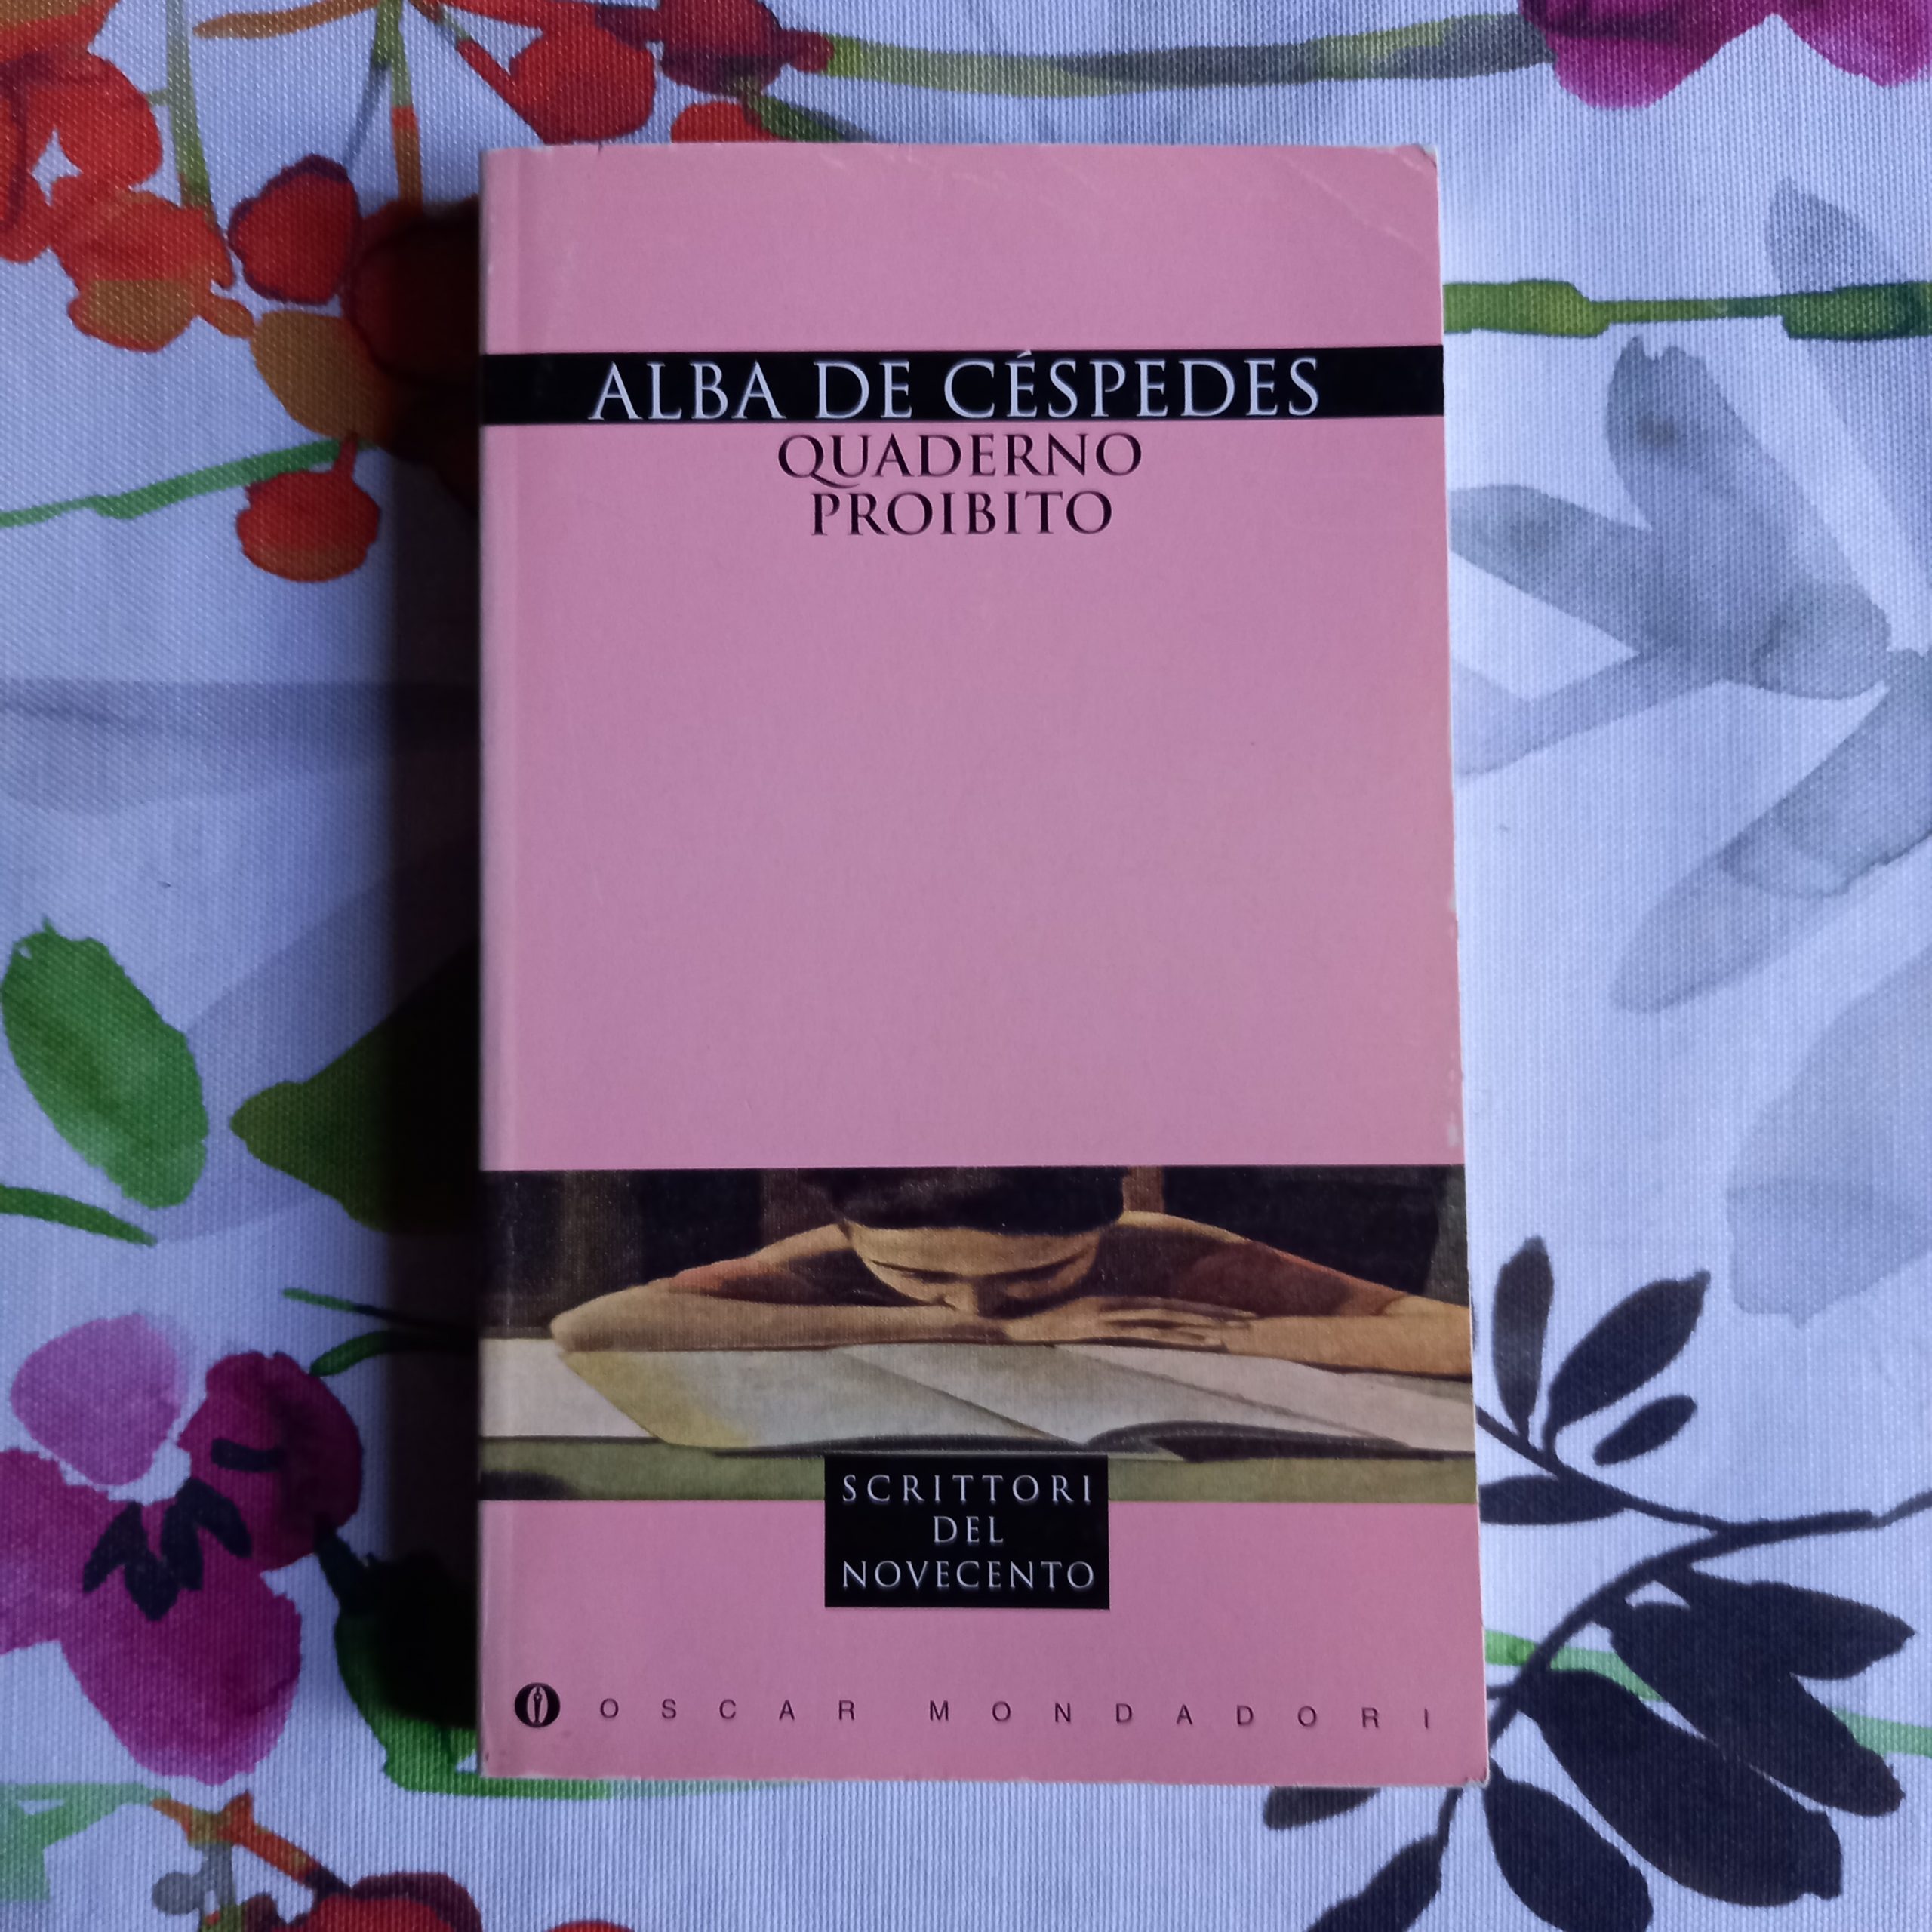 ALBA DE CÉSPEDES
QUADERNO
PROIBITO
SCRITTORI
DEL
NOVECENTO
OSCAR MONDADORI